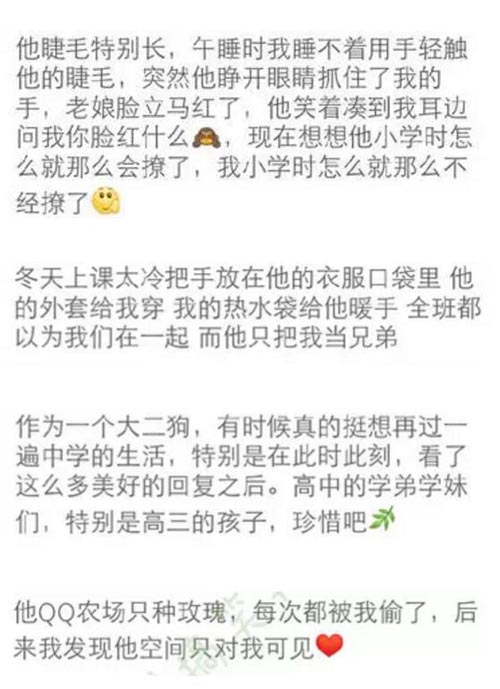 他睫毛特别长，午睡时我睡不着用手轻触
他的睫毛，突然他睁开眼睛抓住了我的
手，老娘脸立马红了，他笑着凑到我耳边
问我你脸红什么🙈，现在想想他小学时怎
么就那么会撩了，我小学时怎么就那么不
经撩了
冬天上课太冷把手放在他的衣服口袋里 他
的外套给我穿 我的热水袋给他暖手 全班都
以为我们在一起 而他只把我当兄弟
作为一个大二狗，有时候真的挺想再过一
遍中学的生活，特别是在此时此刻，看了
这么多美好的回复之后。高中的学弟学妹
们，特别是高三的孩子，珍惜吧🌿
他QQ农场只种玫瑰，每次都被我偷了，后
来我发现他空间只对我可见❤